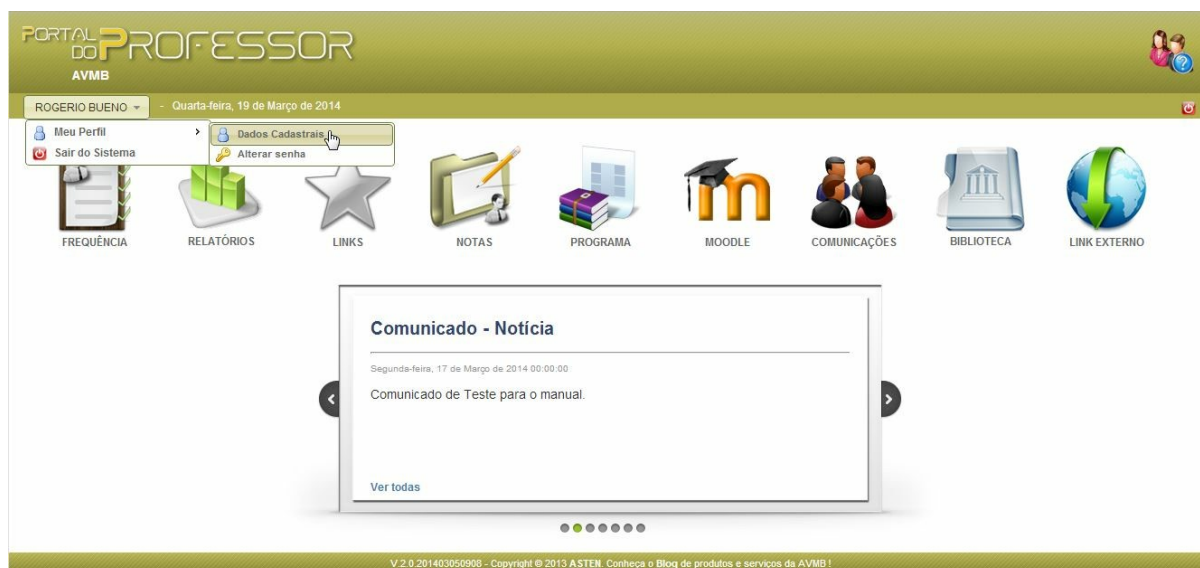 PORTAL DO PROFESSOR
AVMB
ROGERIO BUENO - Quarta-feira, 19 de Março de 2014
Meu Perfil
Sair do Sistema
Dados Cadastrais
Alterar senha
FREQUÊNCIA RELATÓRIOS LINKS NOTAS PROGRAMA MOODLE COMUNICAÇÕES BIBLIOTECA LINK EXTERNO
Comunicado - Notícia
Segunda-feira, 17 de Março de 2014 00:00:00
Comunicado de Teste para o manual.
Ver todas
V.2.0.201403050908 - Copyright © 2013 ASTEN. Conheça o Blog de produtos e serviços da AVMB !